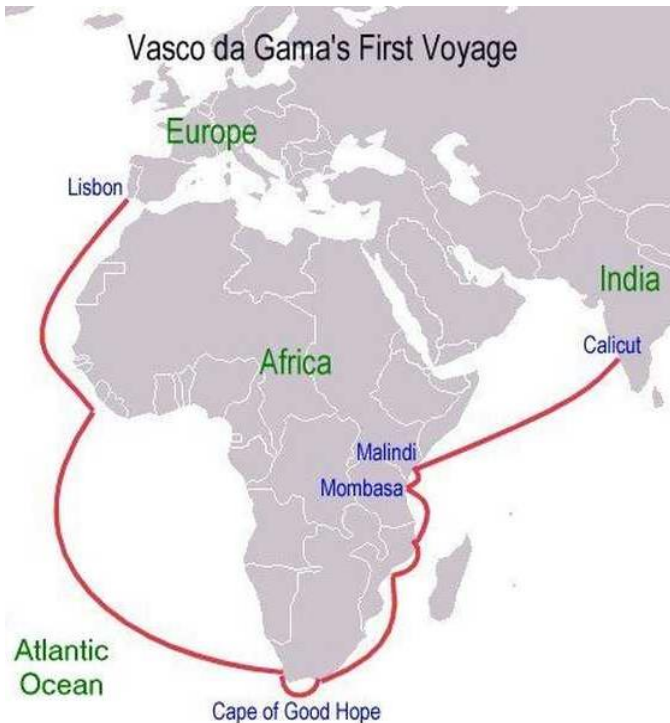 Vasco da Gama's First Voyage
Europe
Lisbon
India
Calicut
Africa
Malindi
Mombasa
Atlantic
Ocean
Cape of Good Hope